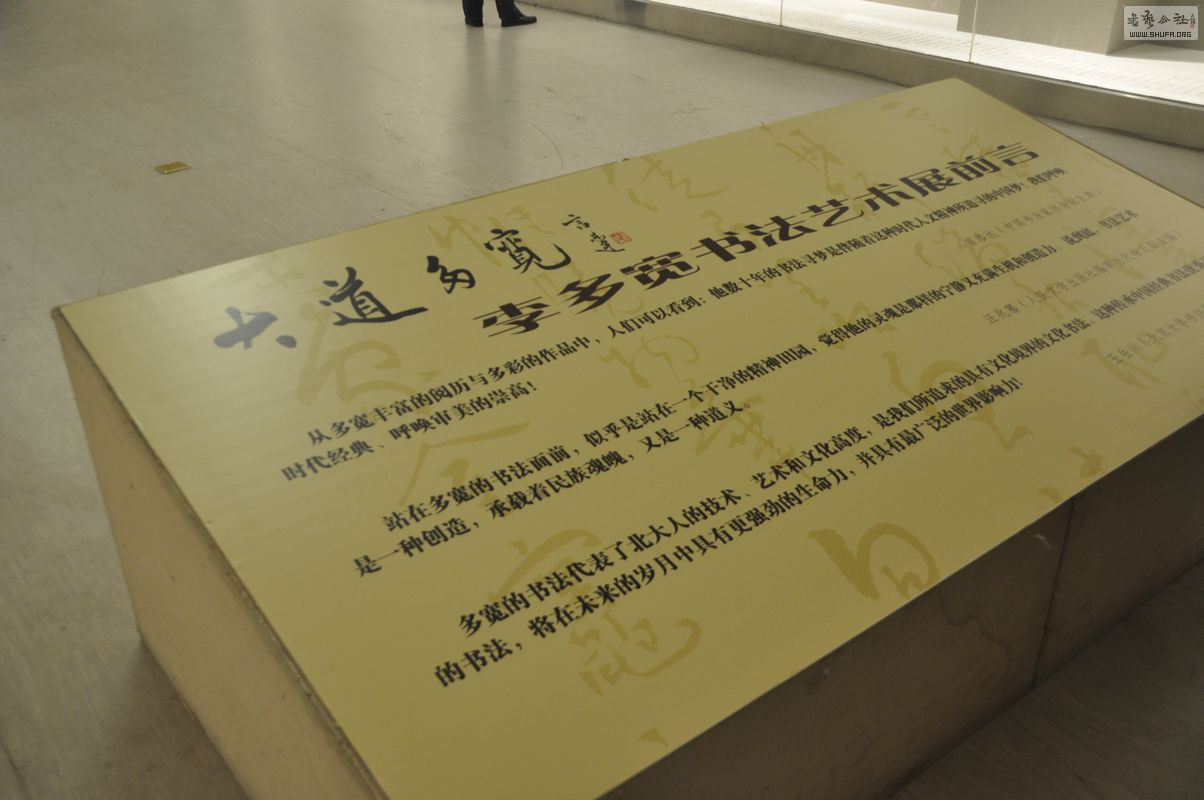 大道多寬
李多宽书法艺术展前言
从多宽丰富的阅历与多彩的作品中，人们可以看到：他数十年的书法寻梦是伴随着这种时代人文精神所追寻的中国梦！我们呼唤
时代经典、呼唤审美的崇高！
站在多宽的书法面前，似乎是站在一个干净的精神田园，觉得他的灵魂是那样的宁静又充满生机和创造力。说到底，书法艺术
是一种创造，承载着民族魂魄，又是一种道义。
多宽的书法代表了北大人的技术、艺术和文化高度，是我们所追求的具有文化境界的文化书法。这种传承中国经典
的书法，将在未来的岁月中具有更强劲的生命力，并具有最广泛的世界影响力！
WWW.SHUFA.ORG